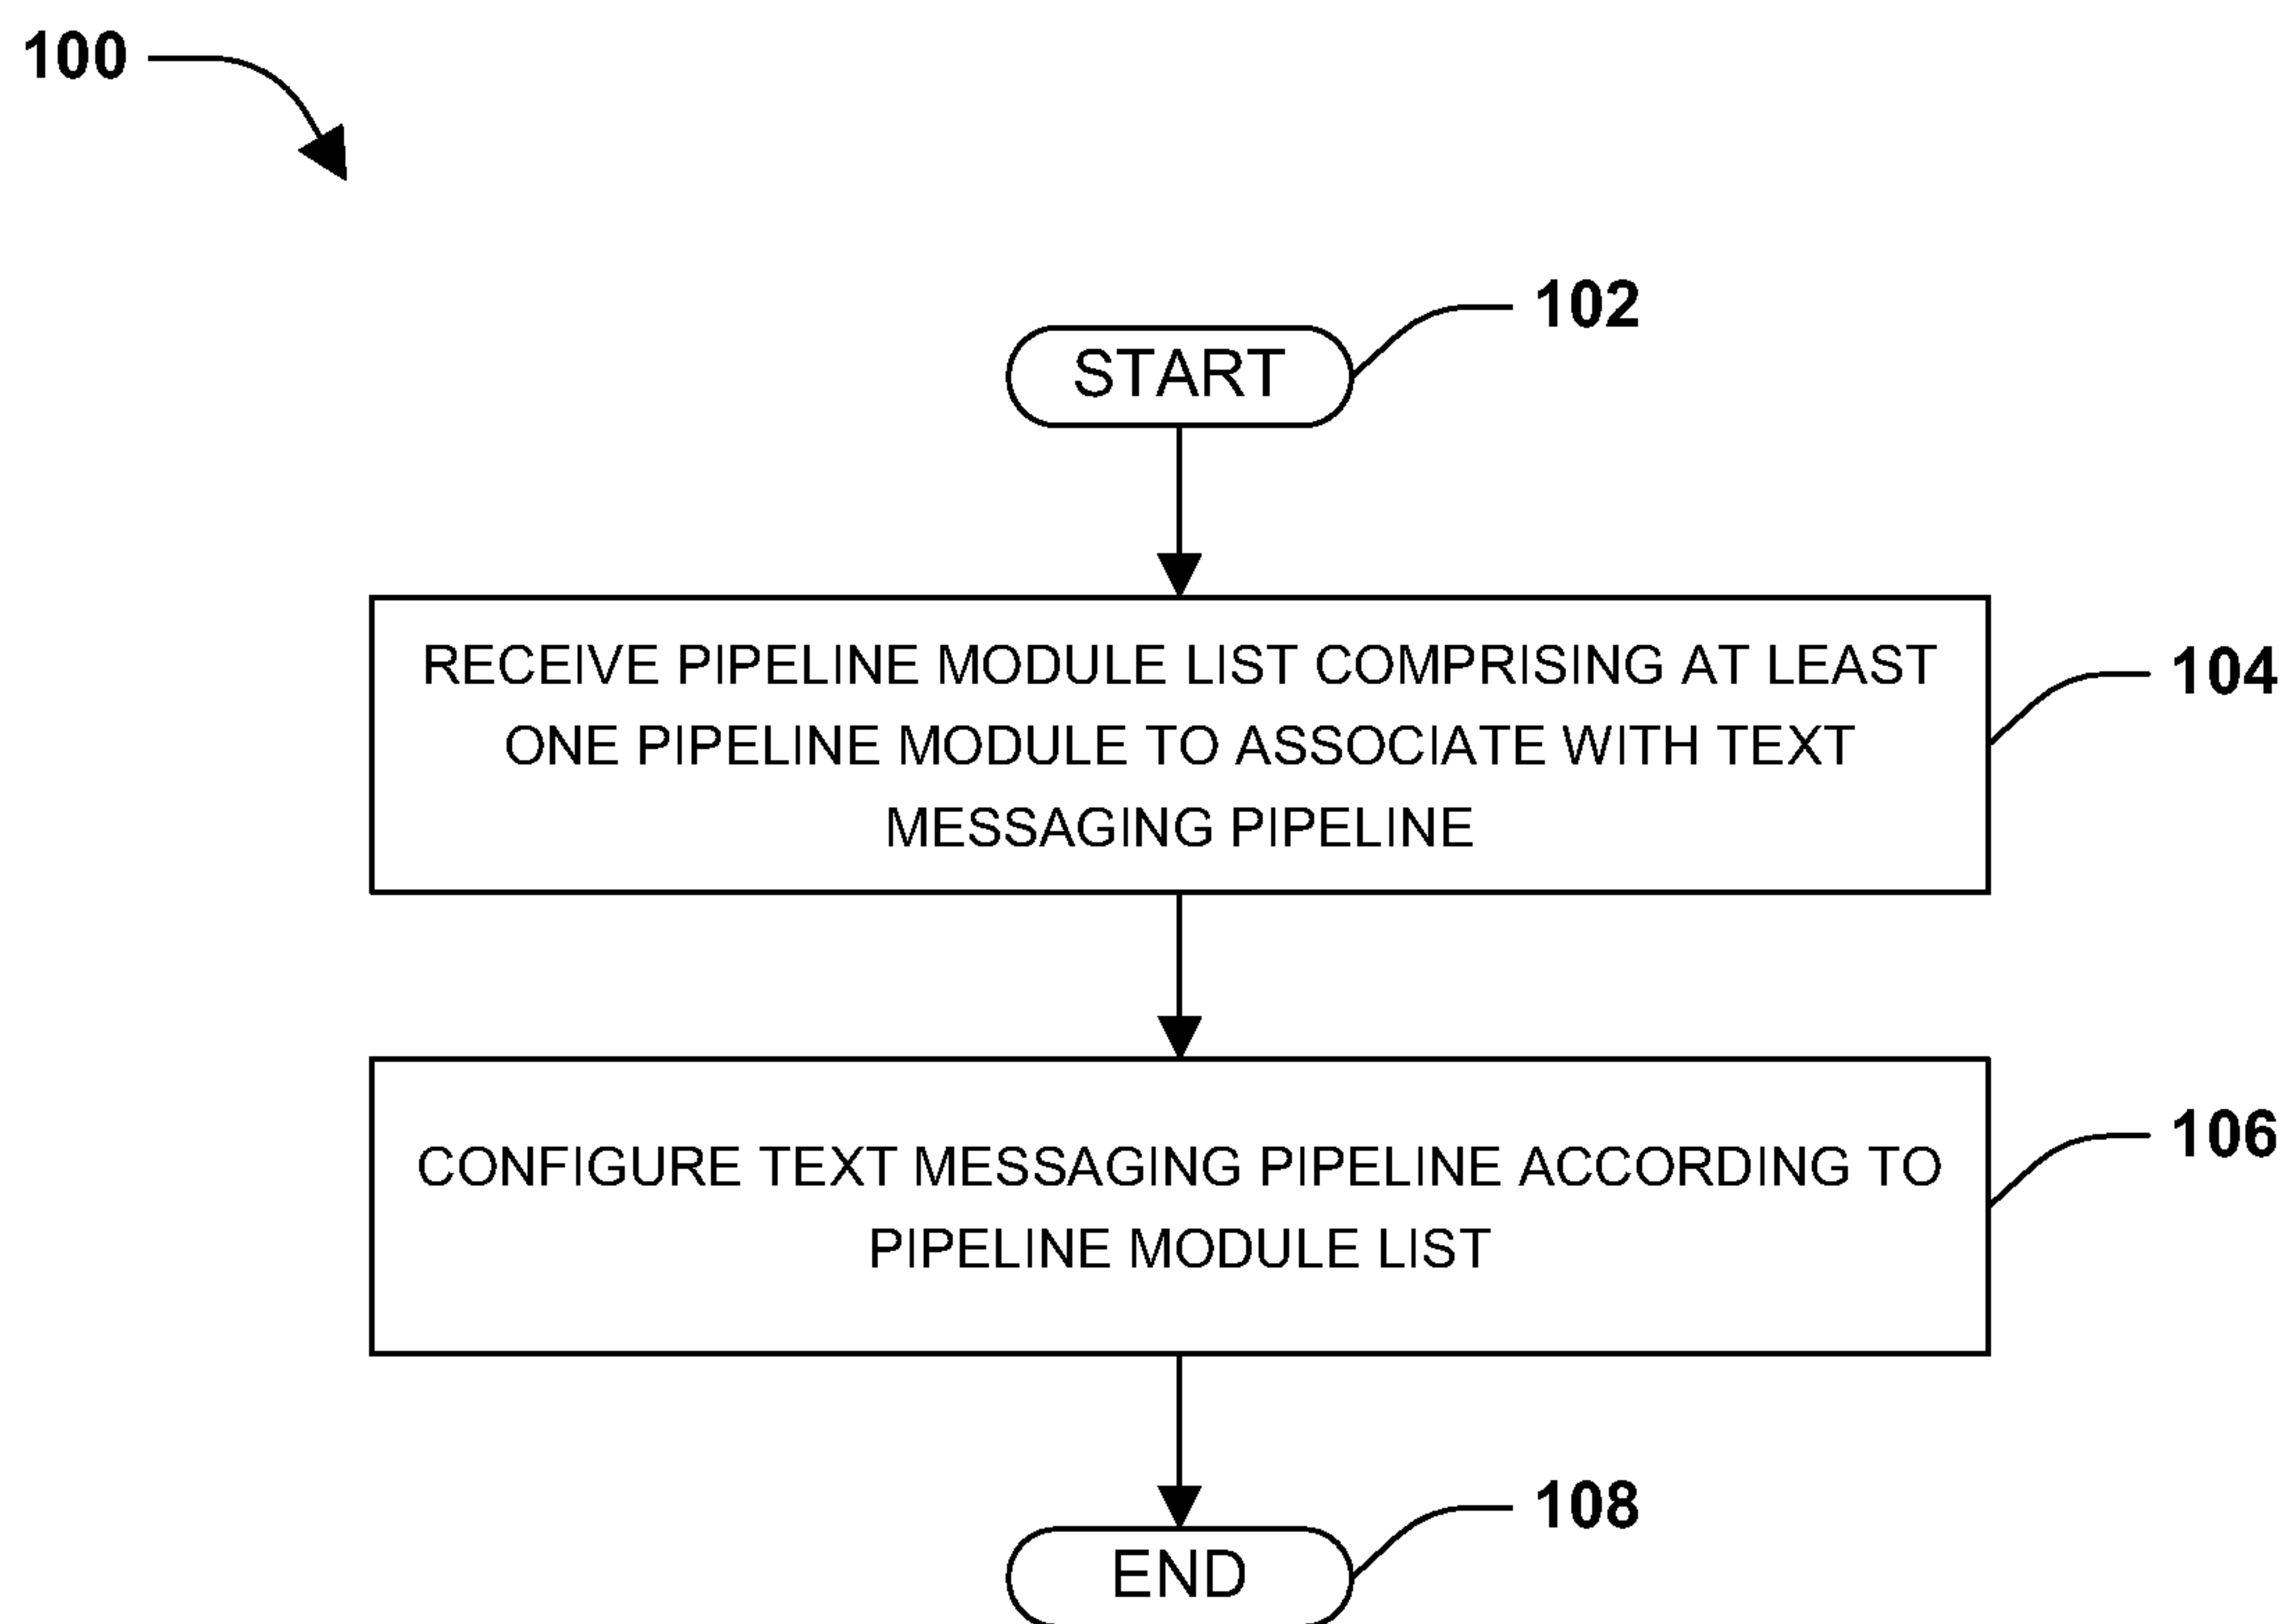 100
102
START
RECEIVE PIPELINE MODULE LIST COMPRISING AT LEAST
ONE PIPELINE MODULE TO ASSOCIATE WITH TEXT
MESSAGING PIPELINE
104
CONFIGURE TEXT MESSAGING PIPELINE ACCORDING TO
PIPELINE MODULE LIST
106
108
END